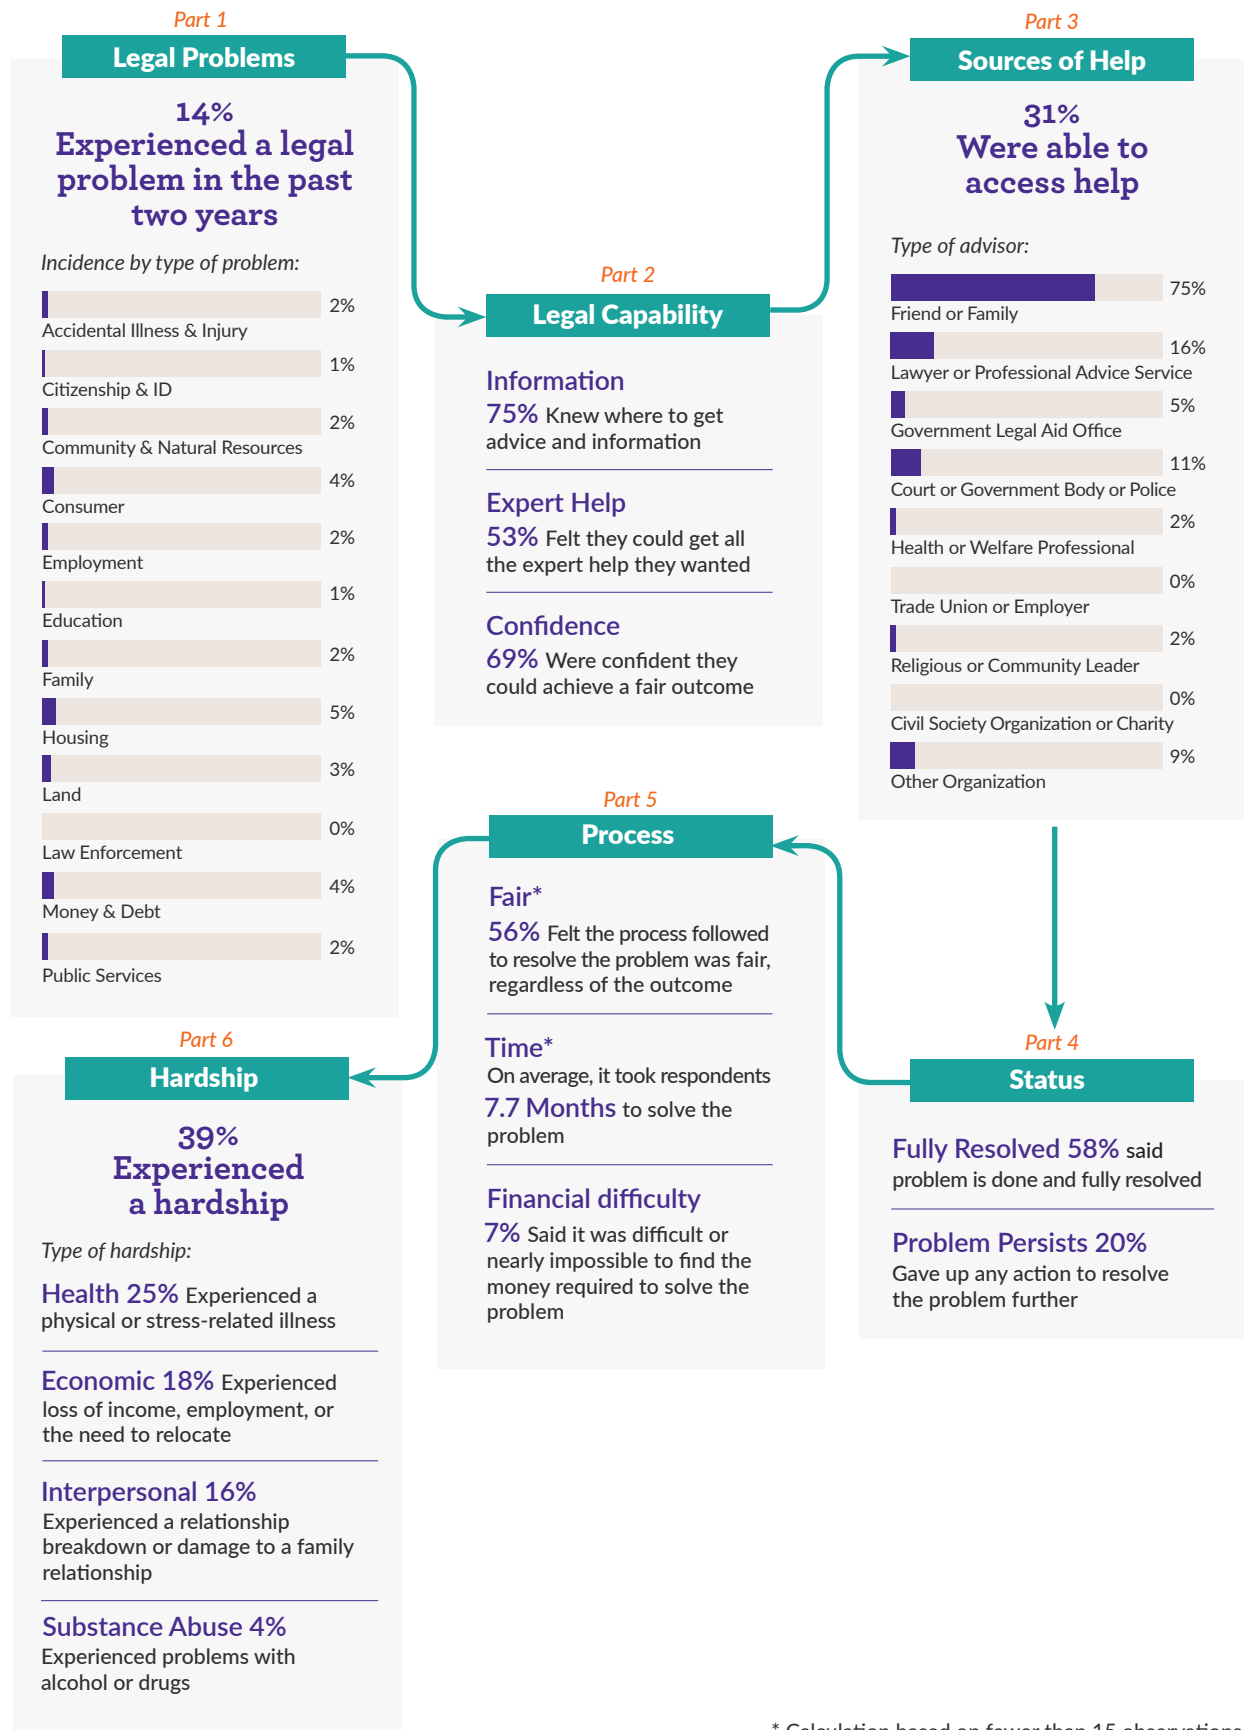 Part 1
Legal Problems
14%
Experienced a legal
problem in the past
two years
Incidence by type of problem:
2%
Accidental Illness & Injury
1%
Citizenship & ID
2%
Community & Natural Resources
4%
Consumer
2%
Employment
1%
Education
2%
Family
5%
Housing
3%
Land
0%
Law Enforcement
4%
Money & Debt
2%
Public Services
Part 2
Legal Capability
Information
75% Knew where to get
advice and information
Expert Help
53% Felt they could get all
the expert help they wanted
Confidence
69% Were confident they
could achieve a fair outcome
Part 3
Sources of Help
31%
Were able to
access help
Type of advisor:
75%
Friend or Family
16%
Lawyer or Professional Advice Service
5%
Government Legal Aid Office
11%
Court or Government Body or Police
2%
Health or Welfare Professional
0%
Trade Union or Employer
2%
Religious or Community Leader
0%
Civil Society Organization or Charity
9%
Other Organization
Part 4
Status
Fully Resolved 58% said
problem is done and fully resolved
Problem Persists 20%
Gave up any action to resolve
the problem further
Part 5
Process
Fair*
56% Felt the process followed
to resolve the problem was fair,
regardless of the outcome
Time*
On average, it took respondents
7.7 Months to solve the
problem
Financial difficulty
7% Said it was difficult or
nearly impossible to find the
money required to solve the
problem
Part 6
Hardship
39%
Experienced
a hardship
Type of hardship:
Health 25% Experienced a
physical or stress-related illness
Economic 18% Experienced
loss of income, employment, or
the need to relocate
Interpersonal 16%
Experienced a relationship
breakdown or damage to a family
relationship
Substance Abuse 4%
Experienced problems with
alcohol or drugs
* Calculation based on fewer than 15 observations